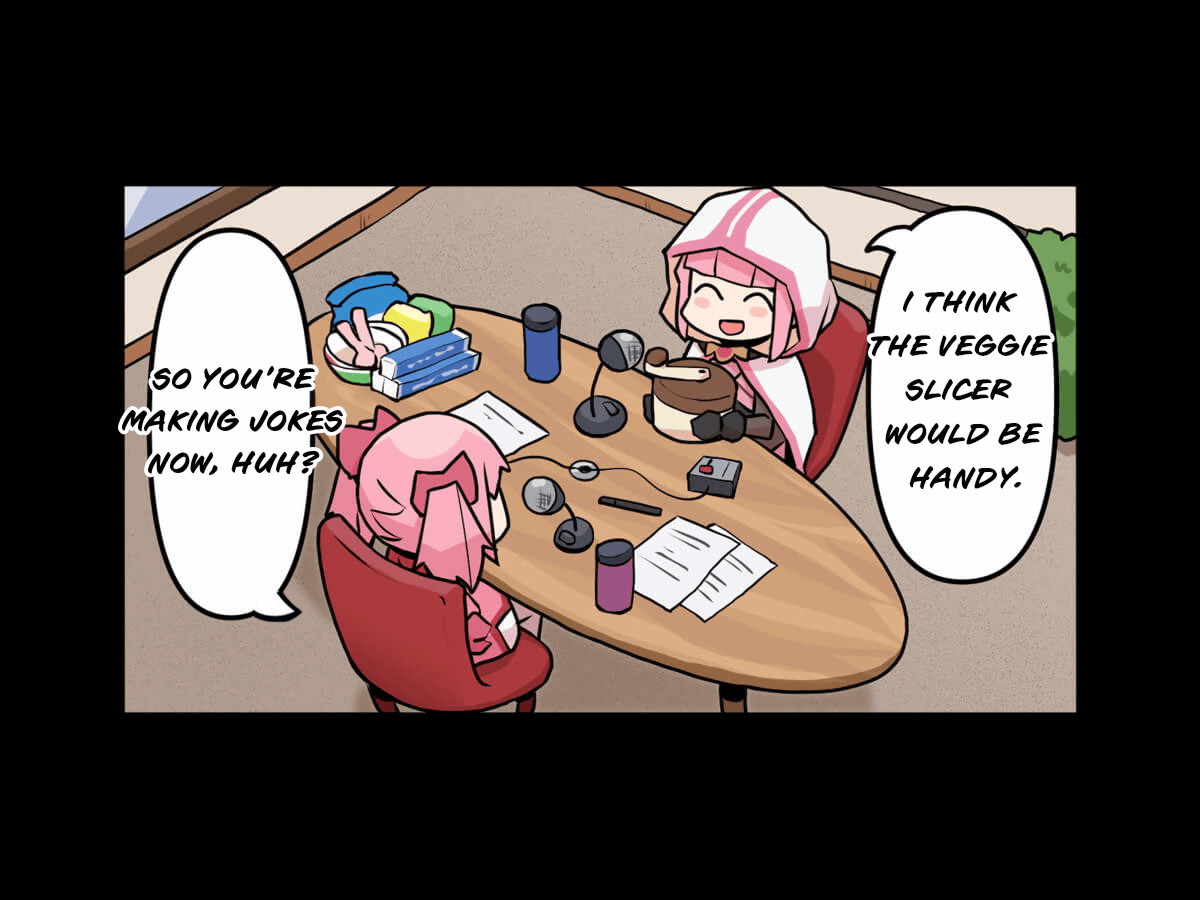 I THINK
THE VEGGIE
SLICER
WOULD BE
HANDY.
SO YOU'RE
MAKING JOKES
NOW, HUH?